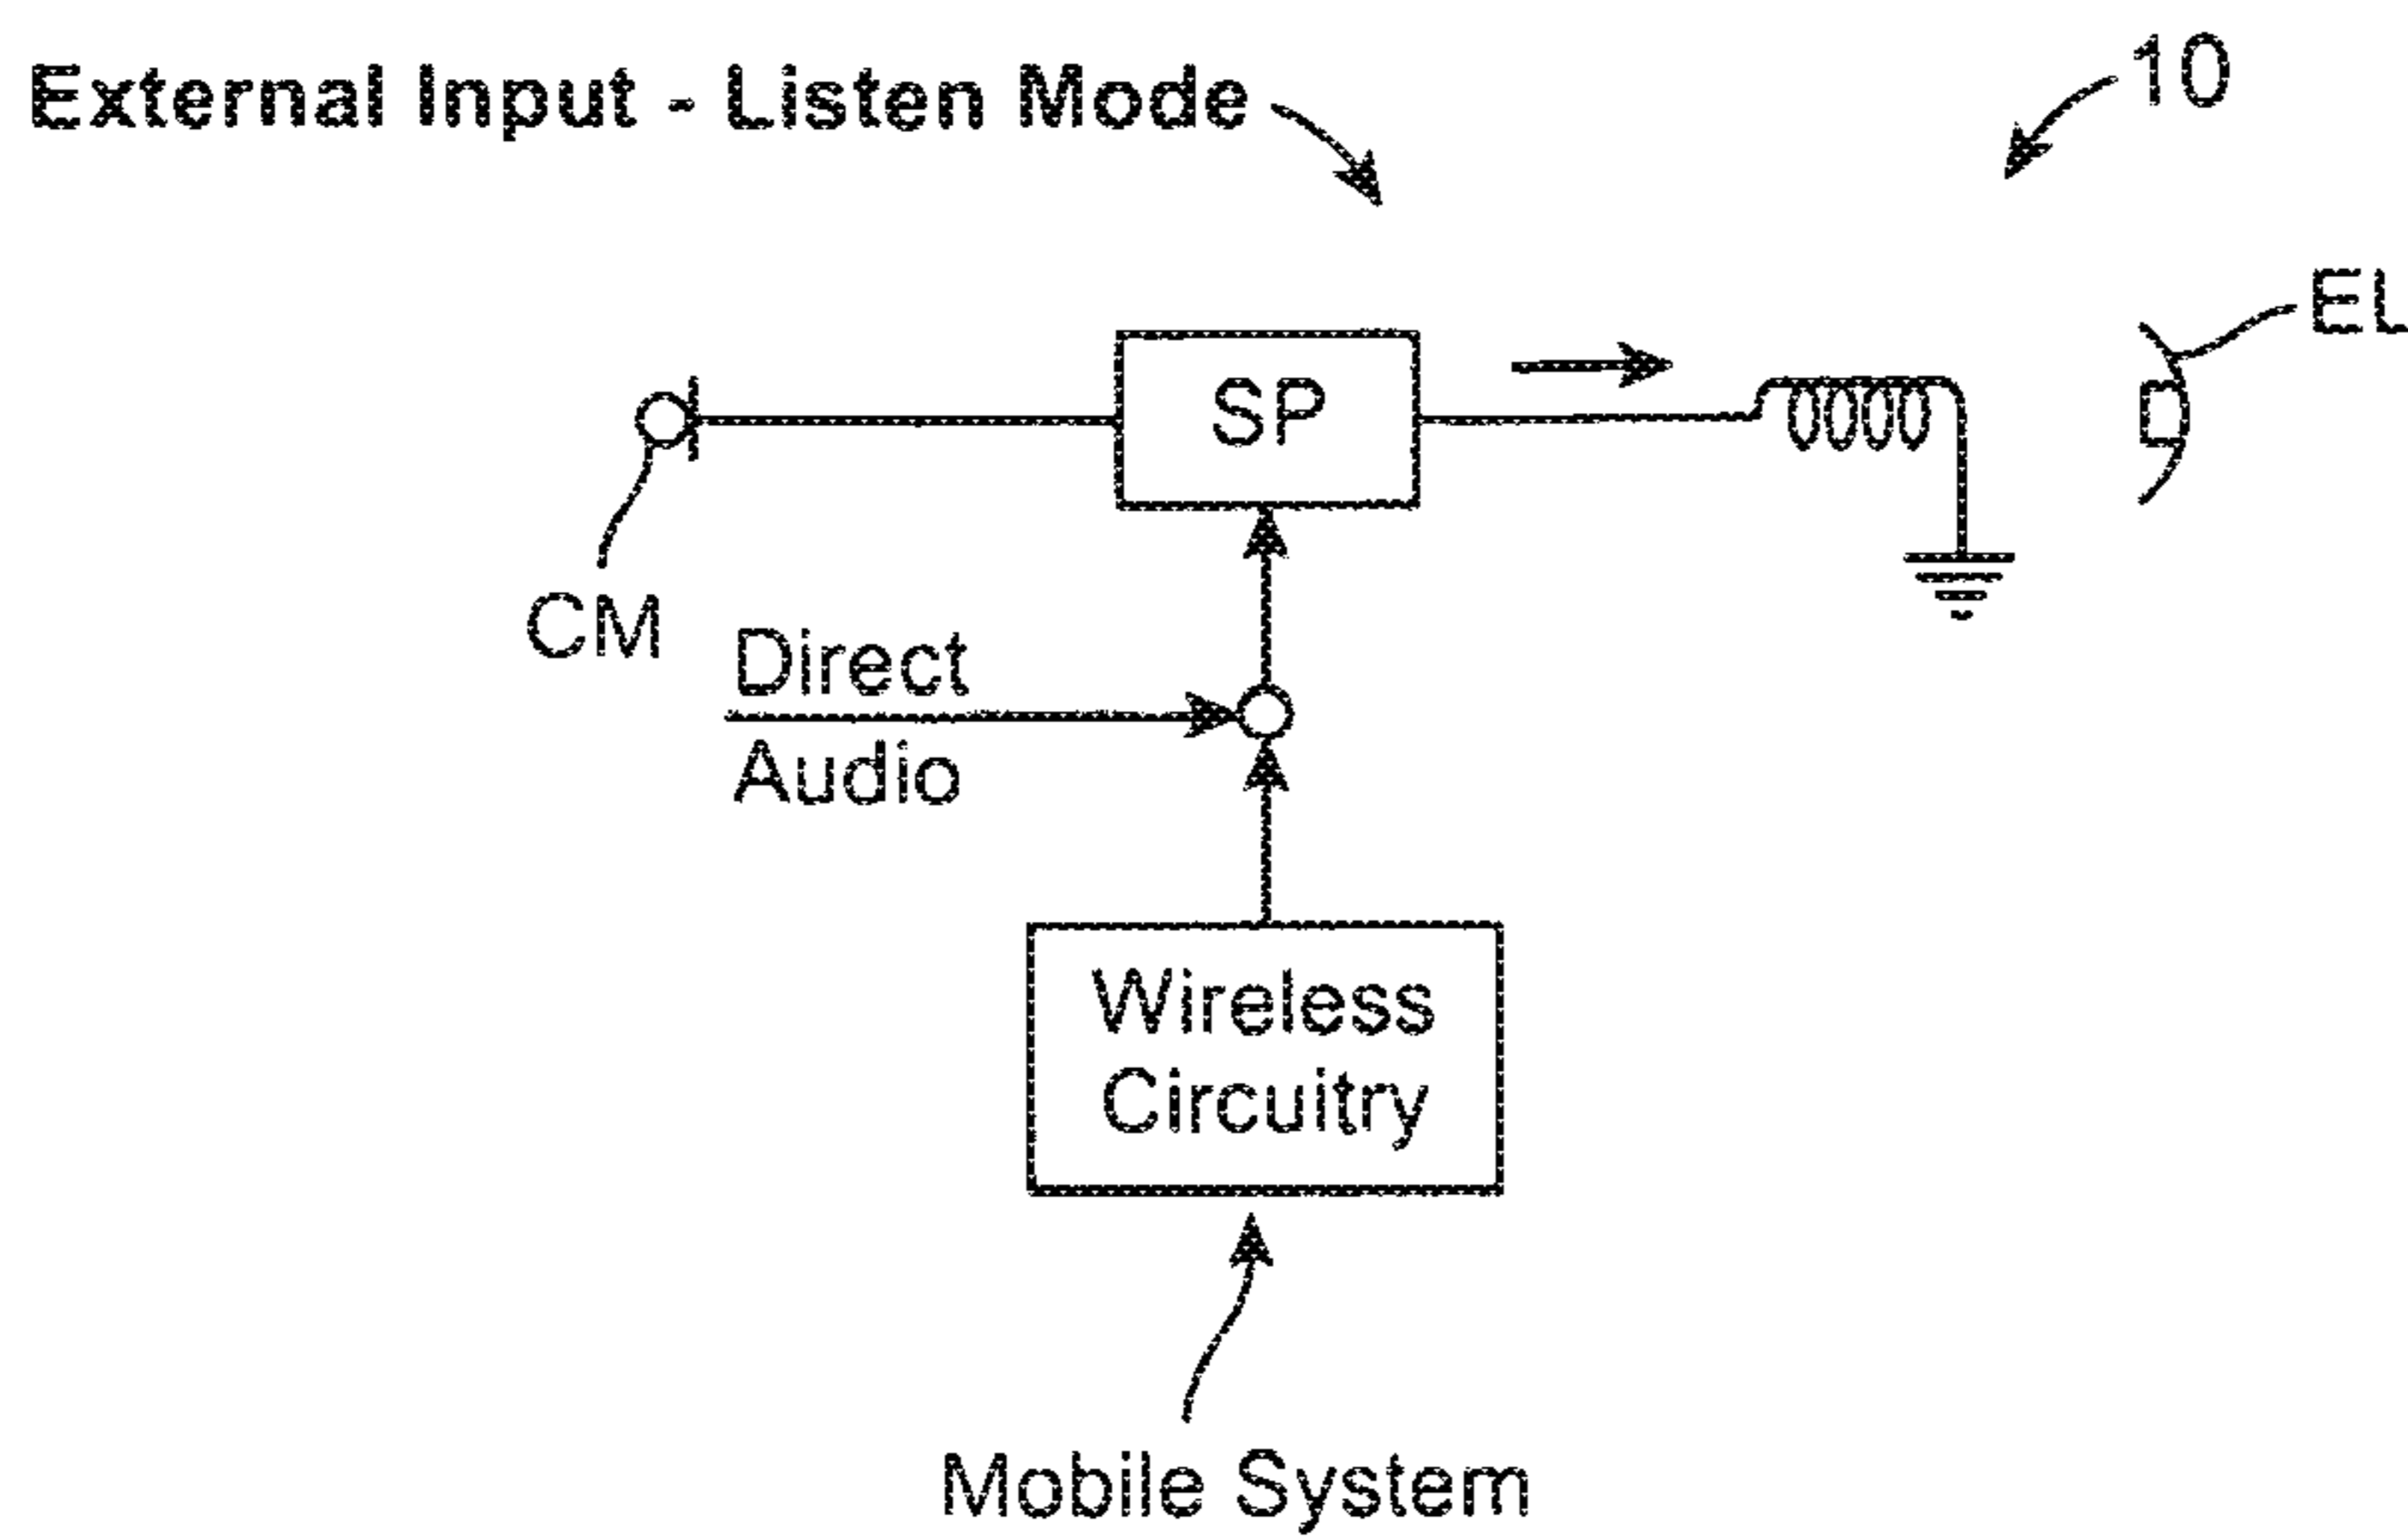 External Input - Listen Mode
10
EL
SP
CM
Direct
Audio
Wireless
Circuitry
Mobile System